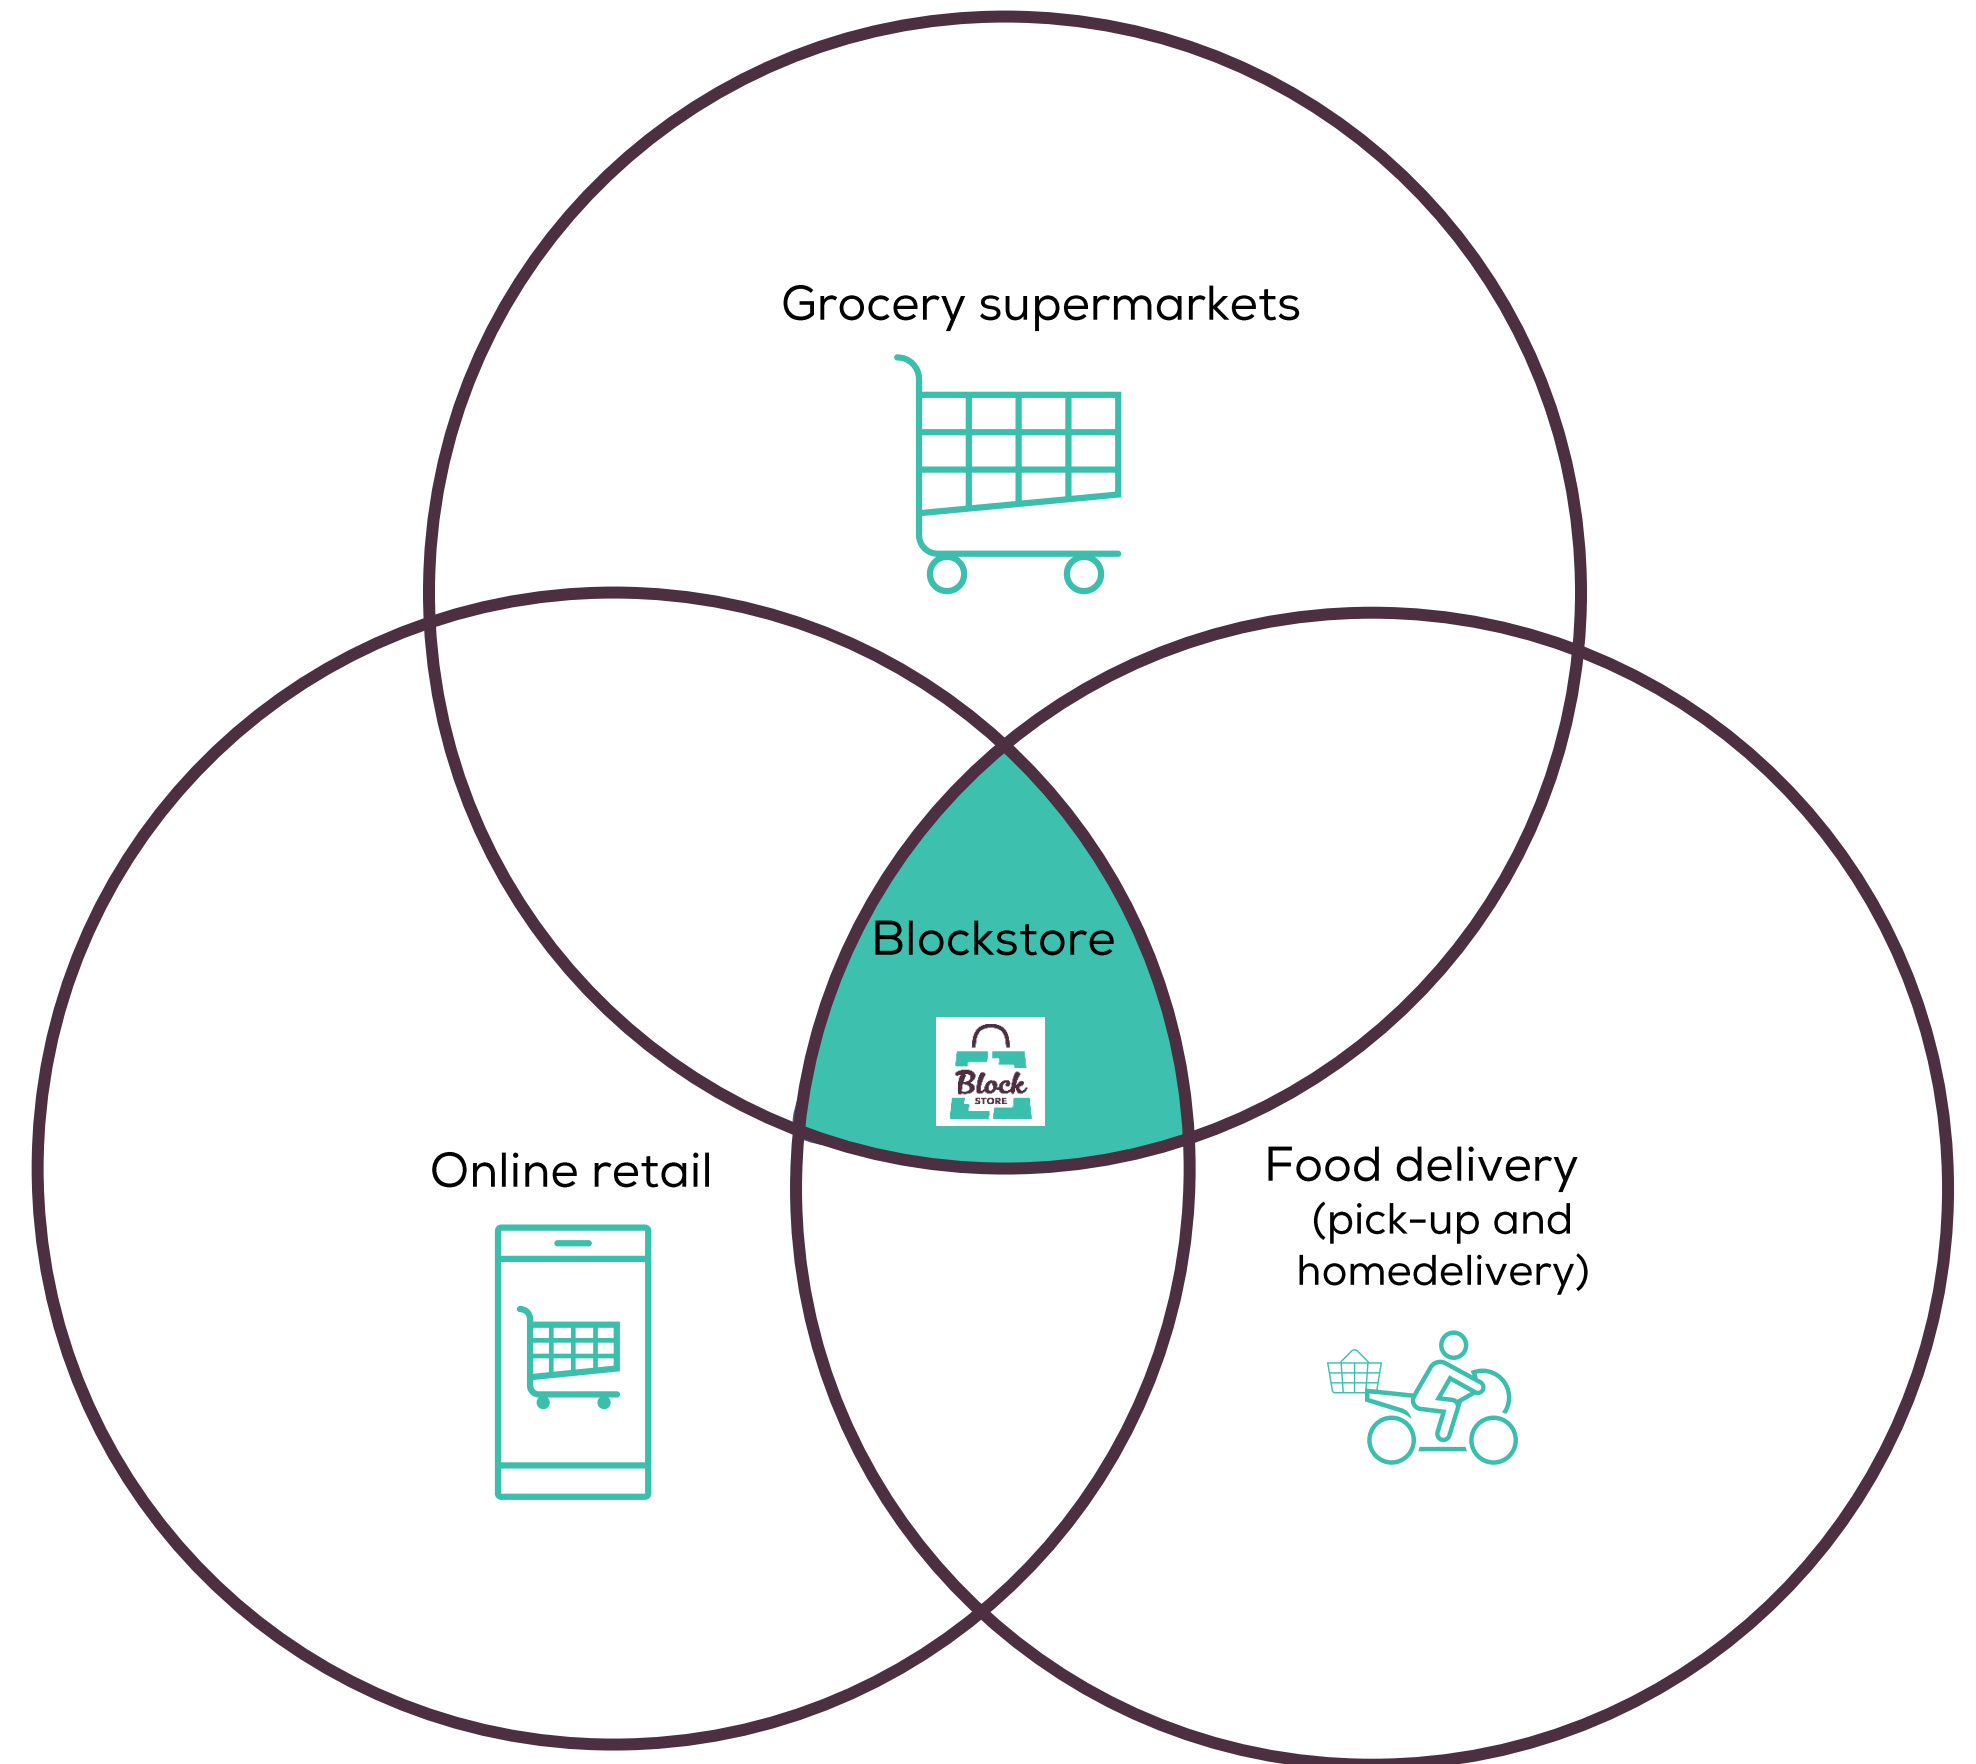 Grocery supermarkets
Blockstore
Block
STORE
Online retail
Food delivery
(pick-up and
homedelivery)